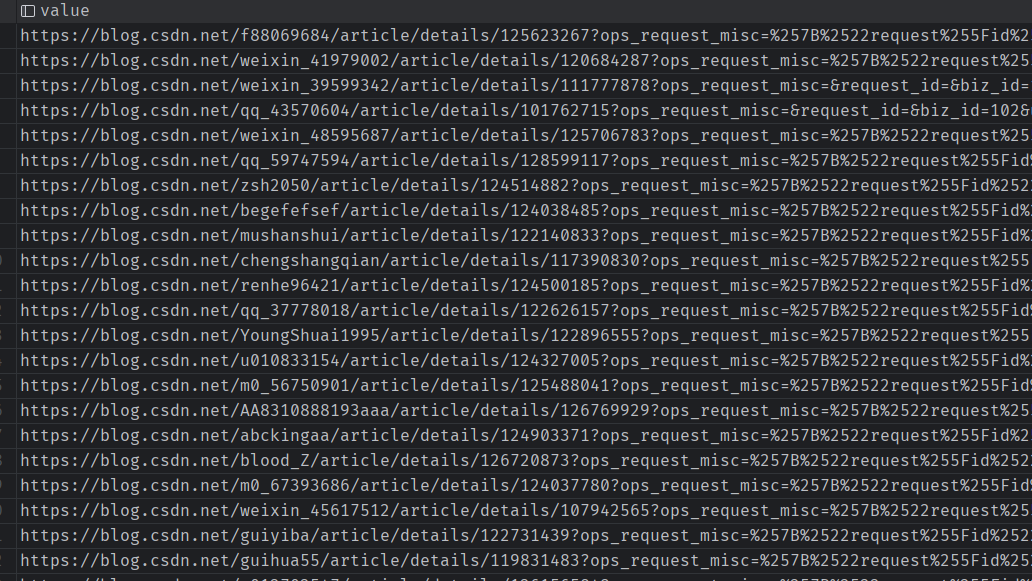 value
https://blog.csdn.net/f88069684/article/details/125623267?ops_request_misc=%257B%2522request%255Fid%2
https://blog.csdn.net/weixin_41979002/article/details/120684287?ops_request_misc=%257B%2522request%25
https://blog.csdn.net/weixin_39599342/article/details/111777878?ops_request_misc=&request_id=&biz_id=
https://blog.csdn.net/qq_43570604/article/details/101762715?ops_request_misc=&request_id=&biz_id=102&
https://blog.csdn.net/weixin_48595687/article/details/125706783?ops_request_misc=%257B%2522request%25
https://blog.csdn.net/qq_59747594/article/details/128599117?ops_request_misc=%257B%2522request%255Fid
https://blog.csdn.net/zsh2050/article/details/124514882?ops_request_misc=%257B%2522request%255Fid%252
https://blog.csdn.net/begefefsef/article/details/124038485?ops_request_misc=%257B%2522request%255Fid%
https://blog.csdn.net/mushanshui/article/details/122140833?ops_request_misc=%257B%2522request%255Fid%
https://blog.csdn.net/chengshangqian/article/details/117390830?ops_request_misc=%257B%2522request%255
https://blog.csdn.net/renhe96421/article/details/124500185?ops_request_misc=%257B%2522request%255Fid%
https://blog.csdn.net/qq_37778018/article/details/122626157?ops_request_misc=%257B%2522request%255Fid
https://blog.csdn.net/YoungShuai1995/article/details/122896555?ops_request_misc=%257B%2522request%255
https://blog.csdn.net/u010833154/article/details/124327005?ops_request_misc=%257B%2522request%255Fid%
https://blog.csdn.net/m0_56750901/article/details/125488041?ops_request_misc=%257B%2522request%255Fid
https://blog.csdn.net/AA8310888193aaa/article/details/126769929?ops_request_misc=%257B%2522request%25
https://blog.csdn.net/abckingaa/article/details/124903371?ops_request_misc=%257B%2522request%255Fid%2
https://blog.csdn.net/blood_Z/article/details/126720873?ops_request_misc=%257B%2522request%255Fid%252
https://blog.csdn.net/m0_67393686/article/details/124037780?ops_request_misc=%257B%2522request%255Fid
https://blog.csdn.net/weixin_45617512/article/details/107942565?ops_request_misc=%257B%2522request%25
https://blog.csdn.net/guiyiba/article/details/122731439?ops_request_misc=%257B%2522request%255Fid%252
https://blog.csdn.net/guihua55/article/details/119831483?ops_request_misc=%257B%2522request%255Fid%25